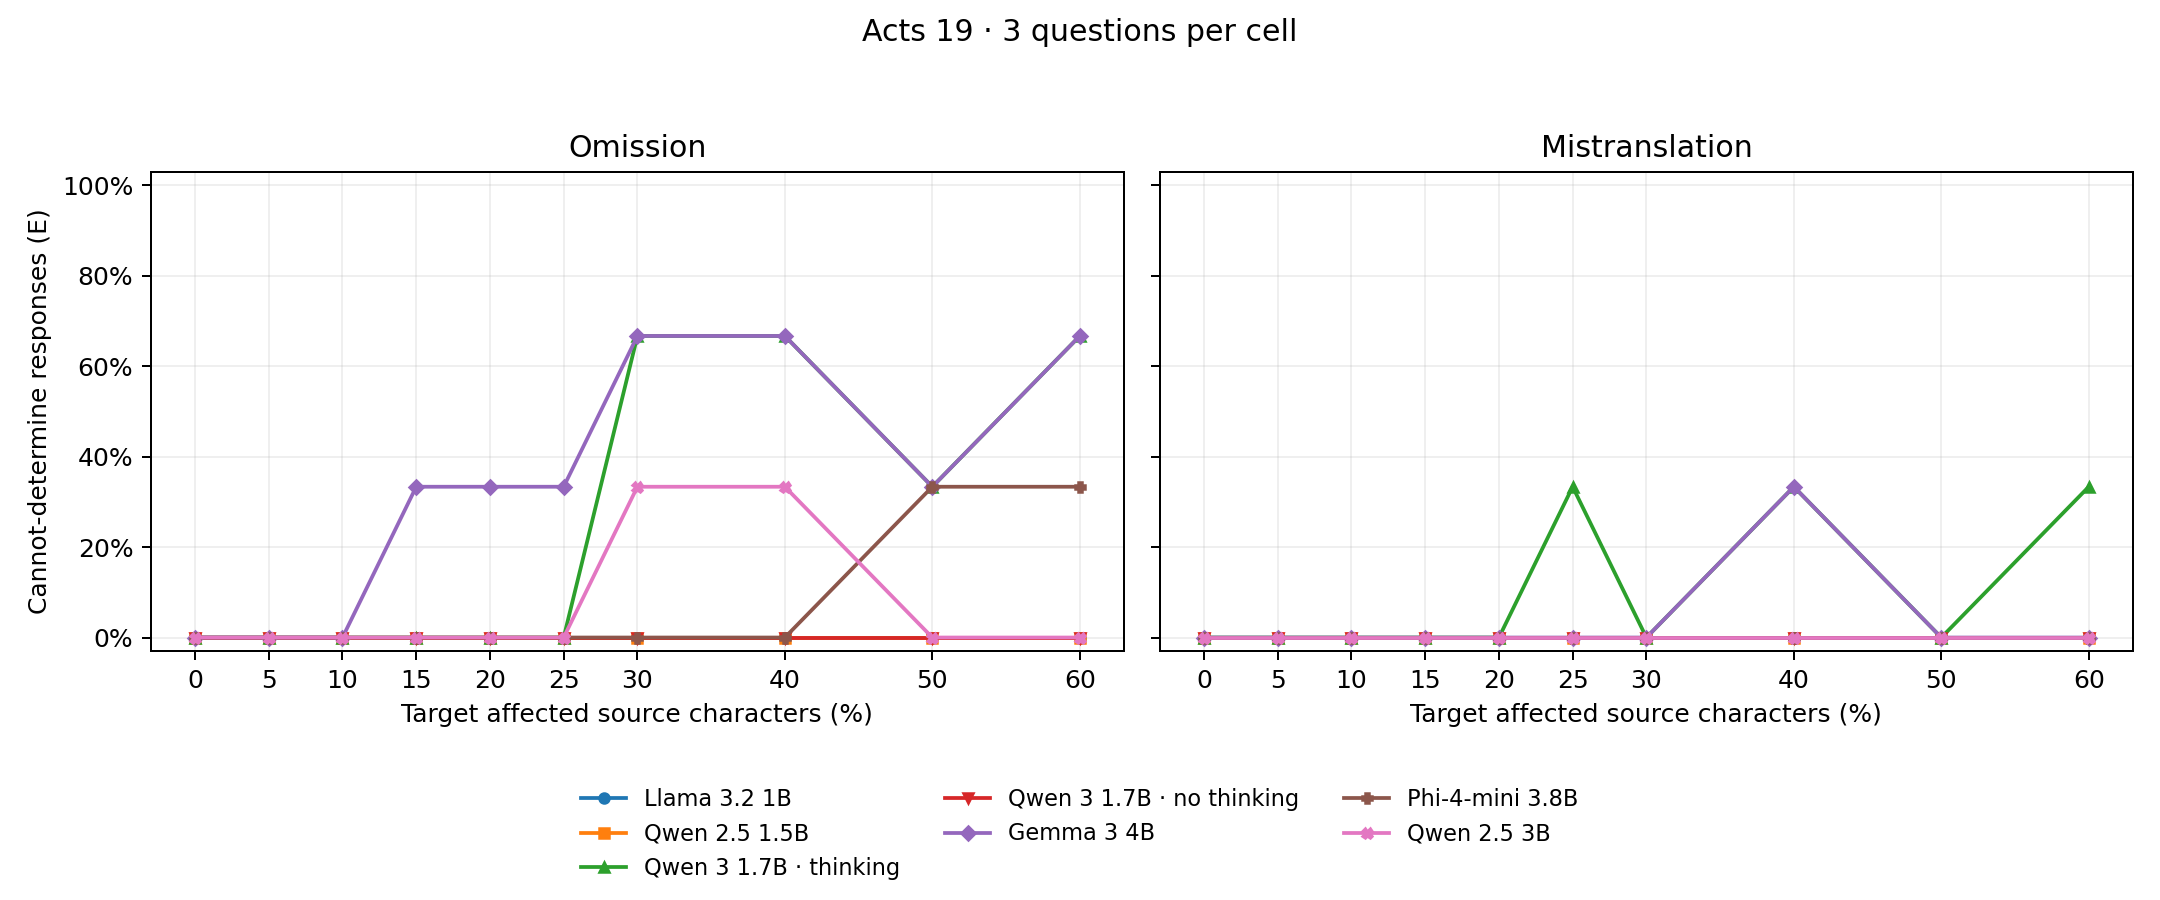 Acts 19 · 3 questions per cell
Omission
Mistranslation
Cannot-determine responses (E)
100%
80%
60%
40%
20%
0%
0 5 10 15 20 25 30 40 50 60
0 5 10 15 20 25 30 40 50 60
Target affected source characters (%)
Target affected source characters (%)
Llama 3.2 1B
Qwen 2.5 1.5B
Qwen 3 1.7B · thinking
Qwen 3 1.7B · no thinking
Gemma 3 4B
Phi-4-mini 3.8B
Qwen 2.5 3B